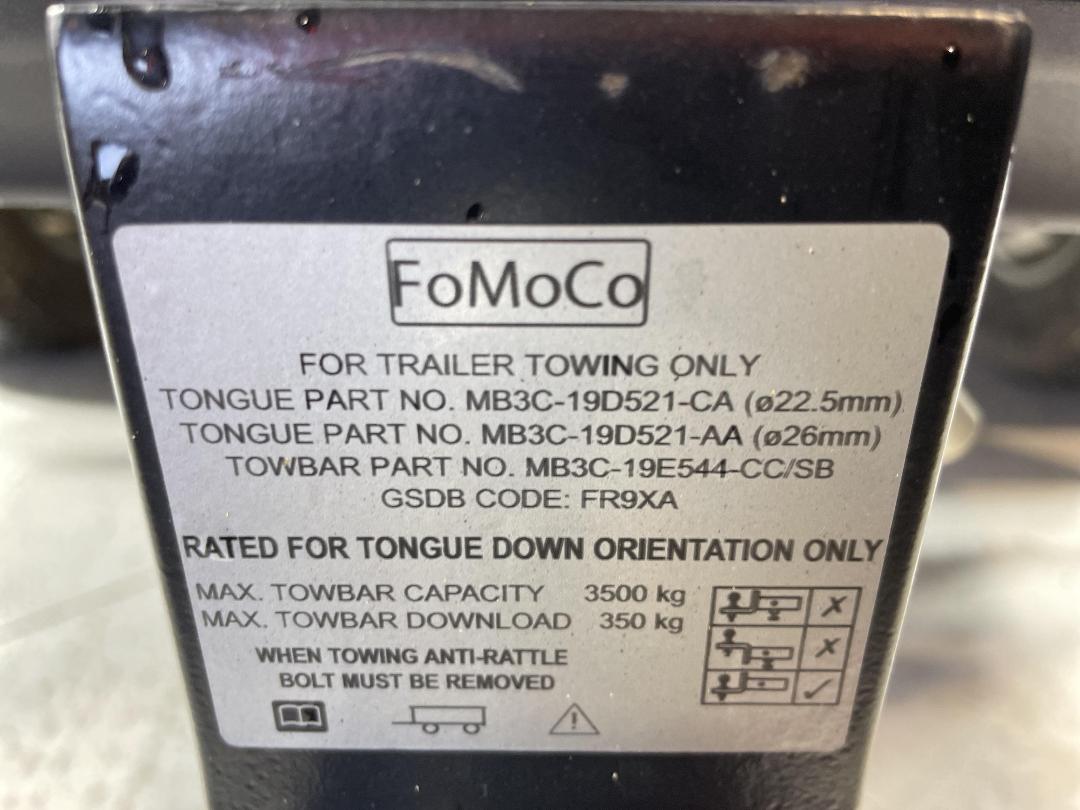 FoMoCo
FOR TRAILER TOWING ONLY
TONGUE PART NO. MB3C-19D521-CA (ø22.5mm)
TONGUE PART NO. MB3C-19D521-AA (ø26mm)
TOWBAR PART NO. MB3C-19E544-CC/SB
GSDB CODE: FR9XA
RATED FOR TONGUE DOWN ORIENTATION ONLY
MAX. TOWBAR CAPACITY 3500 kg
MAX. TOWBAR DOWNLOAD 350 kg
WHEN TOWING ANTI-RATTLE
BOLT MUST BE REMOVED